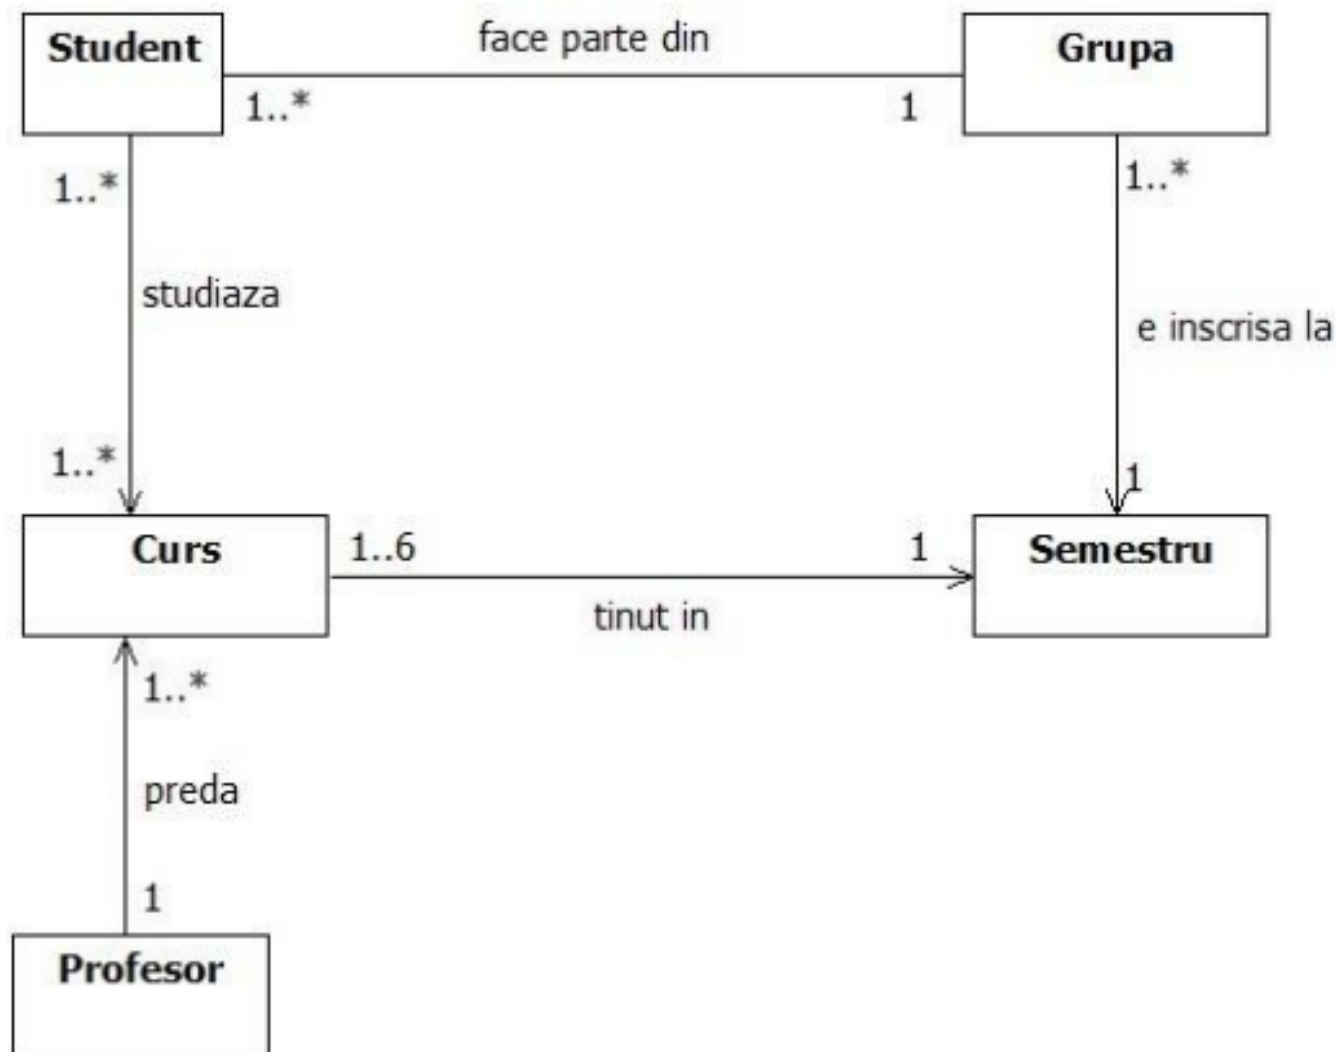 Student
face parte din
Grupa
1..*
1
1..*
1..*
studiaza
e inscrisa la
1..*
1
Curs
1..6
1
Semestru
tinut in
1..*
preda
1
Profesor